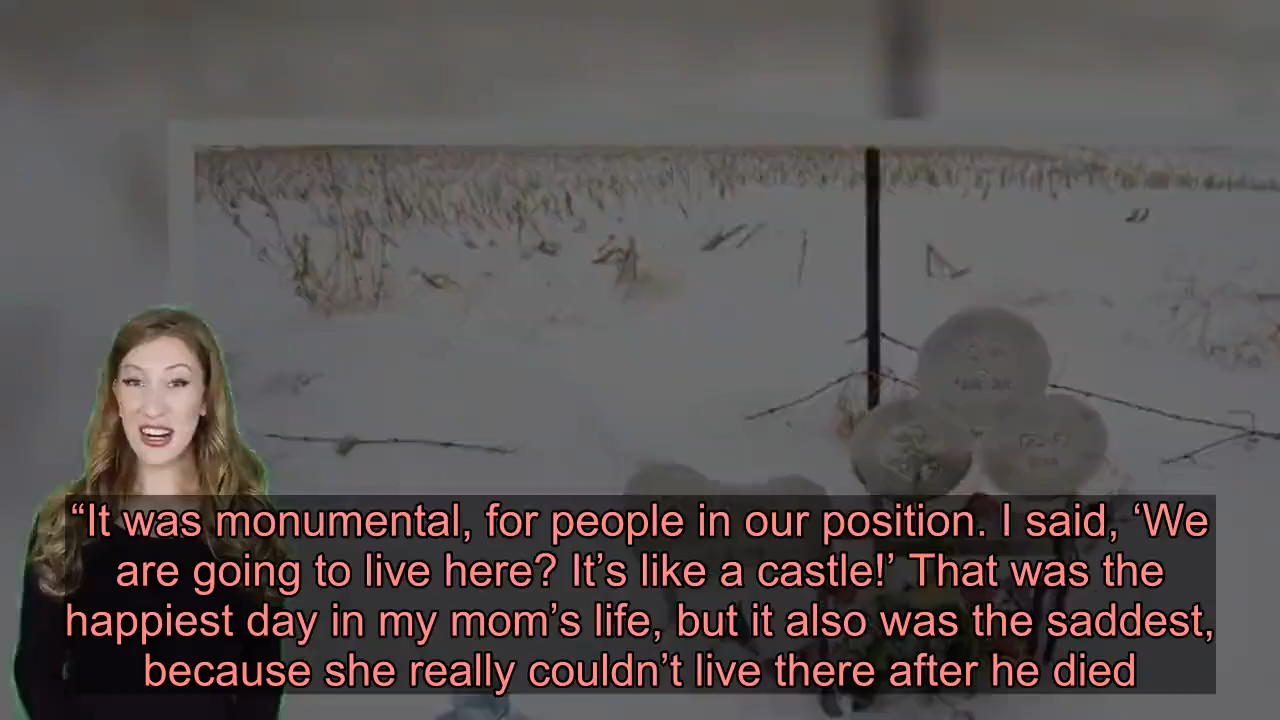 “It was monumental, for people in our position. I said, ‘We
are going to live here? It’s like a castle!’ That was the
happiest day in my mom’s life, but it also was the saddest,
because she really couldn’t live there after he died